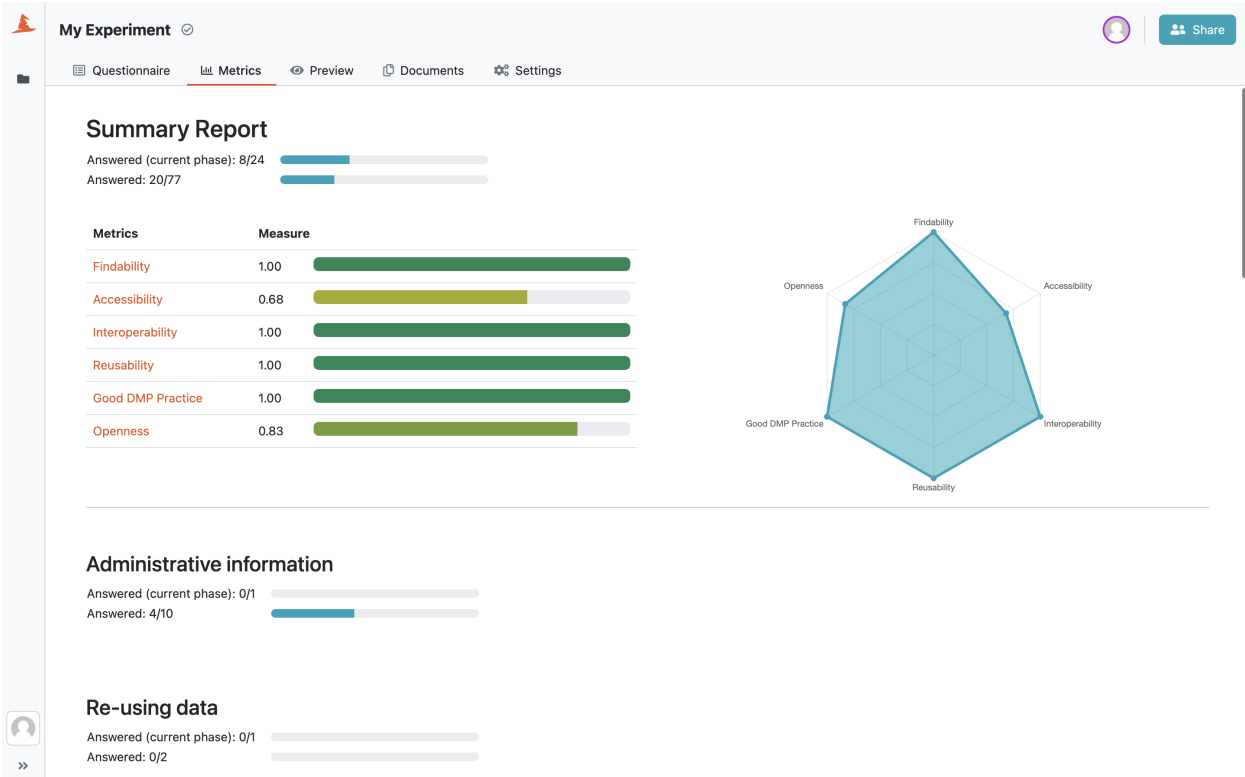 My Experiment
Share
Questionnaire Metrics Preview Documents Settings
Summary Report
Answered (current phase): 8/24
Answered: 20/77
Metrics Measure
Findability 1.00
Accessibility 0.68
Interoperability 1.00
Reusability 1.00
Good DMP Practice 1.00
Openness 0.83
Findability
Openness
Accessibility
Good DMP Practice
Interoperability
Reusability
Administrative information
Answered (current phase): 0/1
Answered: 4/10
Re-using data
Answered (current phase): 0/1
Answered: 0/2